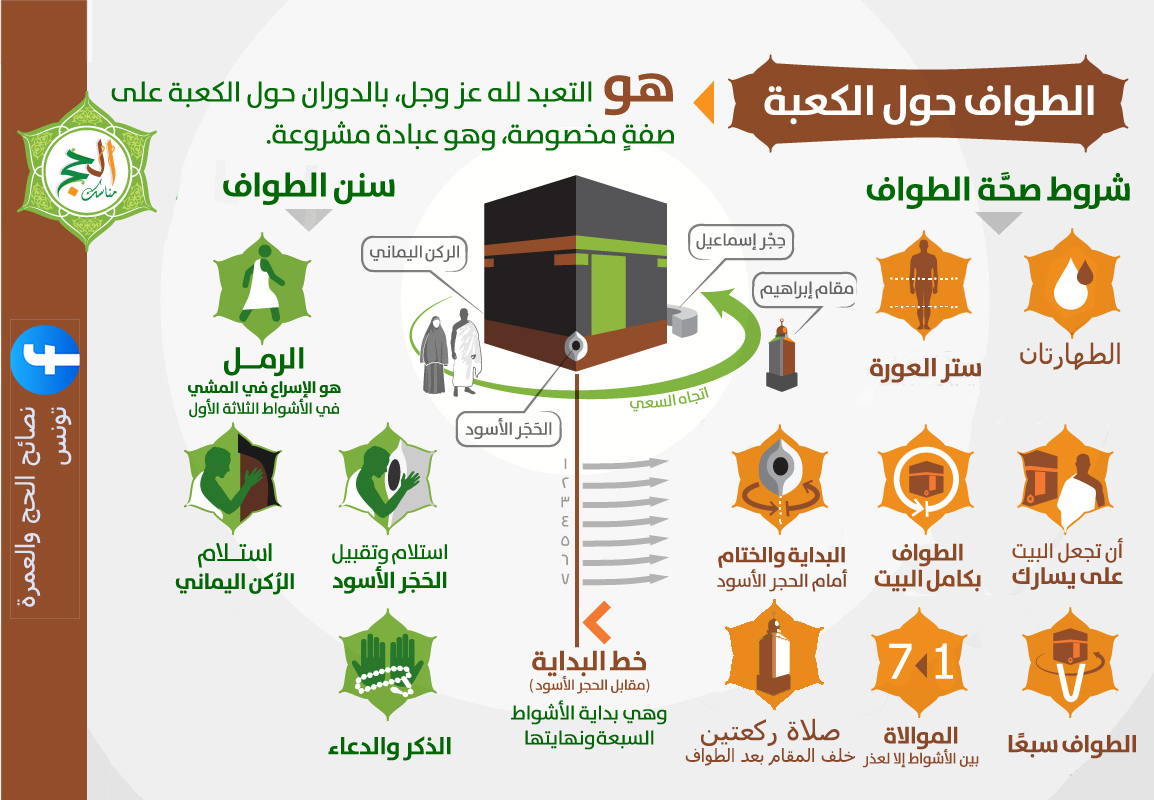 الطواف حول الكعبة
هو التعبد لله عز وجل، بالدوران حول الكعبة على
صفةٍ مخصوصة، وهو عبادة مشروعة.
شروط صحَّة الطواف
الطهارتان
ستر العورة
أن تجعل البيت
على يسارك
الطواف
بكامل البيت
البداية والختام
أمام الحجر الأسود
الطواف سبعًا
7 1
الموالاة
بين الأشواط إلا لعذر
صلاة ركعتين
خلف المقام بعد الطواف
حِجْر إسماعيل
مقام إبراهيم
الركن اليماني
الحَجَر الأسود
اتجاه السعي
١
٢
٣
٤
٥
٦
٧
خط البداية
(مقابل الحجر الأسود)
وهي بداية الأشواط
السبعة ونهايتها
سنن الطواف
الرمــل
هو الإسراع في المشي
في الأشواط الثلاثة الأول
استلام وتقبيل
الحَجَر الأسود
استــلام
الرُكن اليماني
الذكر والدعاء
مناسك الحج
f
نصائح الحج والعمرة
تونس